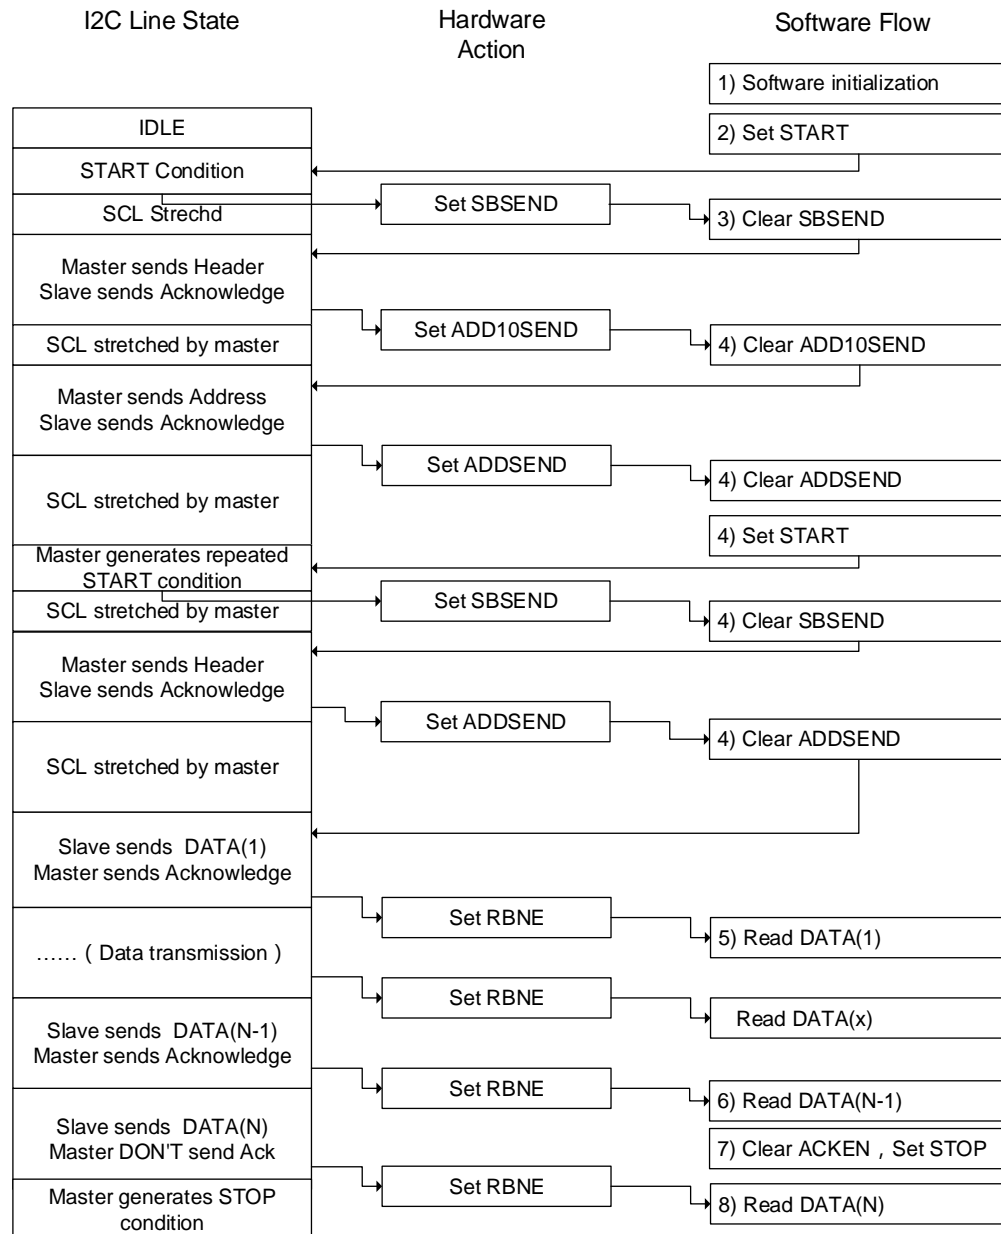 I2C Line State
Hardware
Action
Software Flow
1) Software initialization
IDLE
2) Set START
START Condition
Set SBSEND
SCL Strechd
3) Clear SBSEND
Master sends Header
Slave sends Acknowledge
Set ADD10SEND
SCL stretched by master
4) Clear ADD10SEND
Master sends Address
Slave sends Acknowledge
Set ADDSEND
4) Clear ADDSEND
SCL stretched by master
4) Set START
Master generates repeated
START condition
Set SBSEND
SCL stretched by master
4) Clear SBSEND
Master sends Header
Slave sends Acknowledge
Set ADDSEND
4) Clear ADDSEND
SCL stretched by master
Slave sends DATA(1)
Master sends Acknowledge
Set RBNE
5) Read DATA(1)
...... ( Data transmission )
Set RBNE
Read DATA(x)
Slave sends DATA(N-1)
Master sends Acknowledge
Set RBNE
6) Read DATA(N-1)
Slave sends DATA(N)
Master DON'T send Ack
7) Clear ACKEN , Set STOP
Set RBNE
8) Read DATA(N)
Master generates STOP
condition